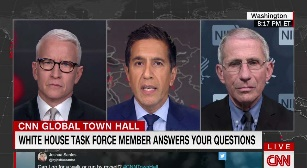 Washington
8:17 PM ET
CNN GLOBAL TOWN HALL
WHITE HOUSE TASK FORCE MEMBER ANSWERS YOUR QUESTIONS
LIVE
CNN